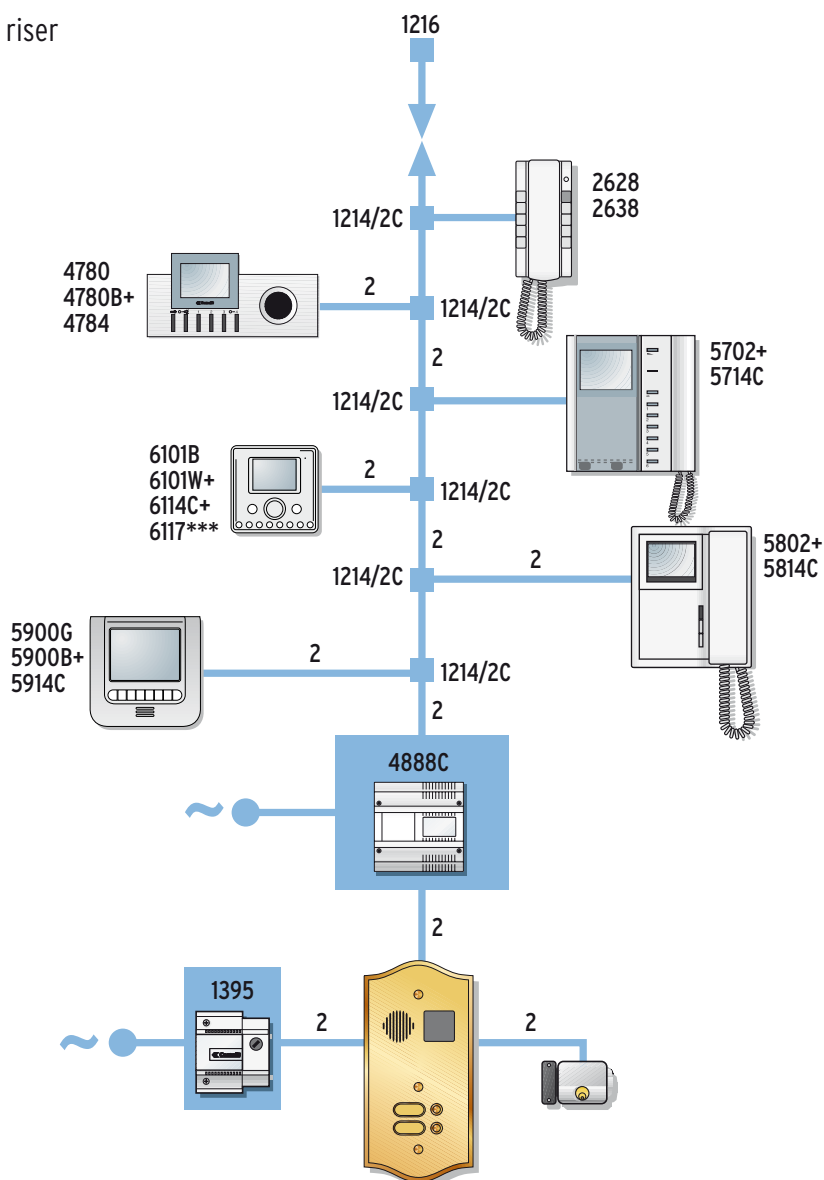 riser
1216
2628
2638
1214/2C
4780
4780B+
4784
2
1214/2C
2
5702+
5714C
1214/2C
6101B
6101W+
6114C+
6117***
2
1214/2C
2
5802+
5814C
1214/2C
2
5900G
5900B+
5914C
2
1214/2C
2
4888C
~
2
1395
~
2
2